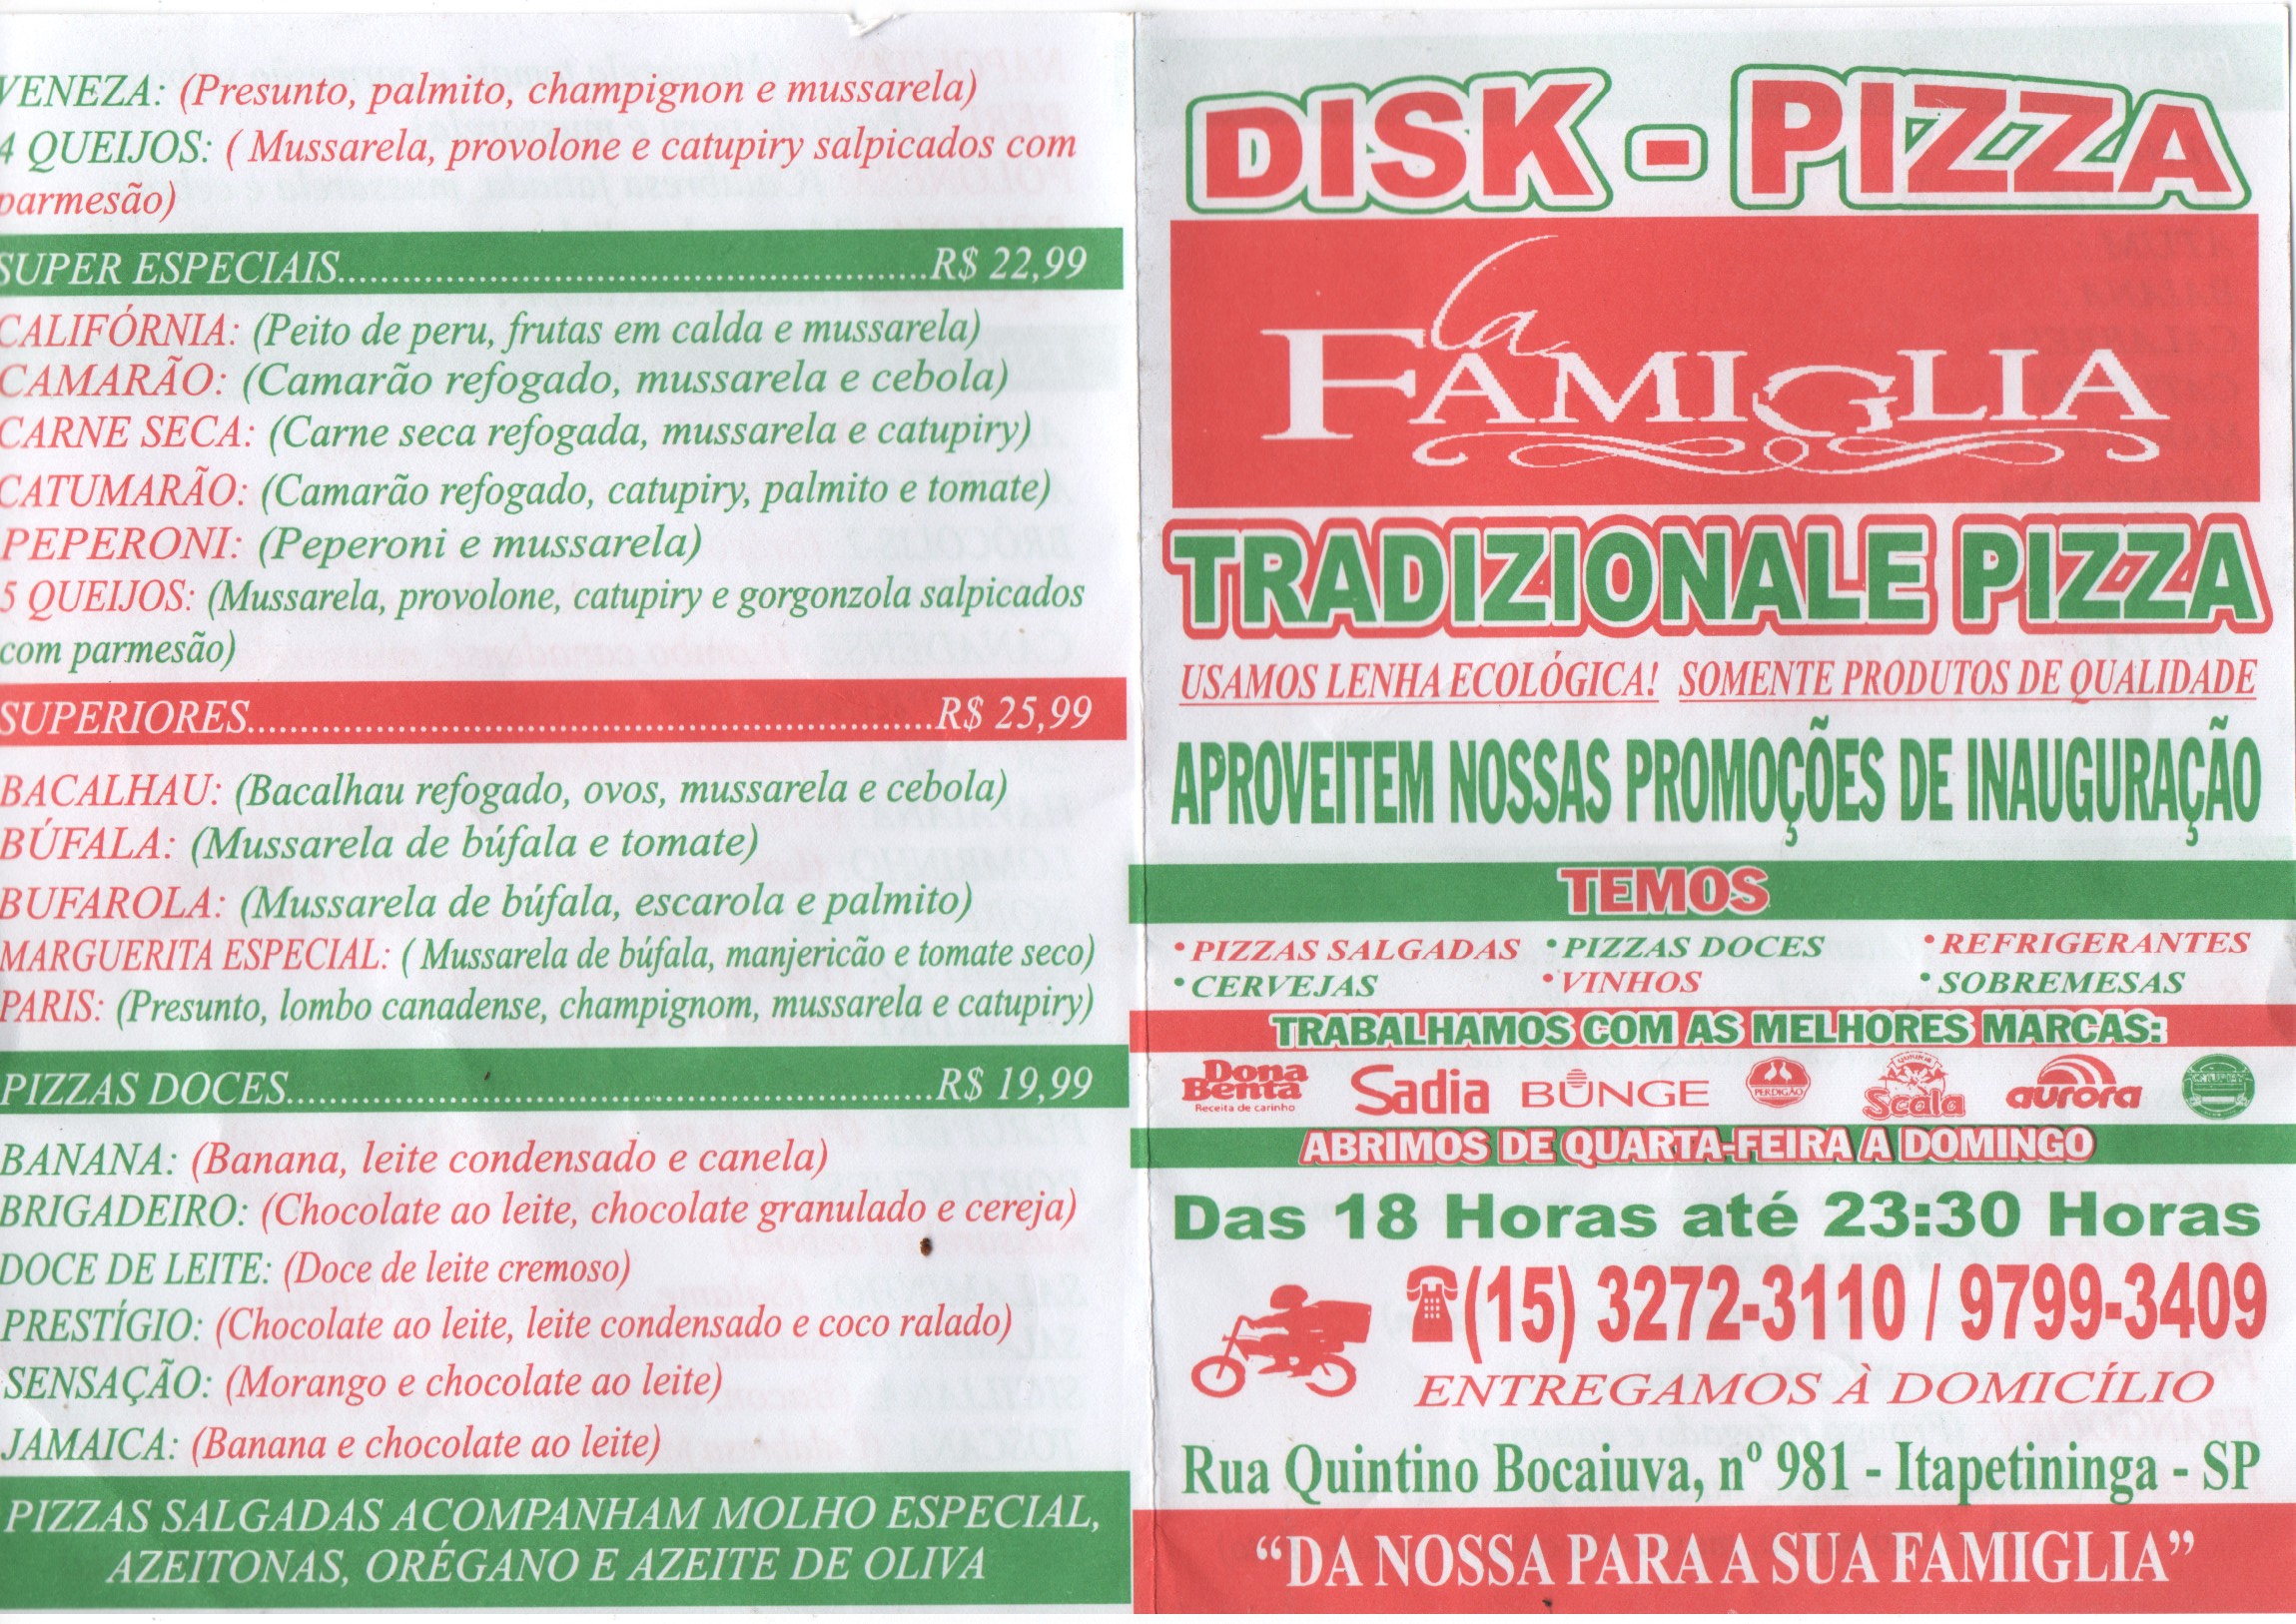 VENEZA: (Presunto, palmito, champignon e mussarela)
4 QUEIJOS: ( Mussarela, provolone e catupiry salpicados com
parmesão)
SUPER ESPECIAIS......................................................R$ 22,99
CALIFÓRNIA: (Peito de peru, frutas em calda e mussarela)
CAMARÃO: (Camarão refogado, mussarela e cebola)
CARNE SECA: (Carne seca refogada, mussarela e catupiry)
CATUMARÃO: (Camarão refogado, catupiry, palmito e tomate)
PEPERONI: (Peperoni e mussarela)
5 QUEIJOS: (Mussarela, provolone, catupiry e gorgonzola salpicados
com parmesão)
SUPERIORES................................................................R$ 25,99
BACALHAU: (Bacalhau refogado, ovos, mussarela e cebola)
BÚFALA: (Mussarela de búfala e tomate)
BUFAROLA: (Mussarela de búfala, escarola e palmito)
MARGUERITA ESPECIAL: ( Mussarela de búfala, manjericão e tomate seco)
PARIS: (Presunto, lombo canadense, champignom, mussarela e catupiry)
PIZZAS DOCES............................................................R$ 19,99
BANANA: (Banana, leite condensado e canela)
BRIGADEIRO: (Chocolate ao leite, chocolate granulado e cereja)
DOCE DE LEITE: (Doce de leite cremoso)
PRESTÍGIO: (Chocolate ao leite, leite condensado e coco ralado)
SENSAÇÃO: (Morango e chocolate ao leite)
JAMAICA: (Banana e chocolate ao leite)
PIZZAS SALGADAS ACOMPANHAM MOLHO ESPECIAL,
AZEITONAS, ORÉGANO E AZEITE DE OLIVA
DISK - PIZZA
la
FAMIGLIA
TRADIZIONALE PIZZA
USAMOS LENHA ECOLÓGICA! SOMENTE PRODUTOS DE QUALIDADE
APROVEITEM NOSSAS PROMOÇÕES DE INAUGURAÇÃO
TEMOS
• PIZZAS SALGADAS • PIZZAS DOCES • REFRIGERANTES
• CERVEJAS • VINHOS • SOBREMESAS
TRABALHAMOS COM AS MELHORES MARCAS:
Dona Benta Sadia BUNGE PERDIGÃO Scala aurora CATUPIRY
Receita de carinho
ABRIMOS DE QUARTA-FEIRA A DOMINGO
Das 18 Horas até 23:30 Horas
(15) 3272-3110 / 9799-3409
ENTREGAMOS À DOMICÍLIO
Rua Quintino Bocaiuva, nº 981 - Itapetininga - SP
“DA NOSSA PARA A SUA FAMIGLIA”